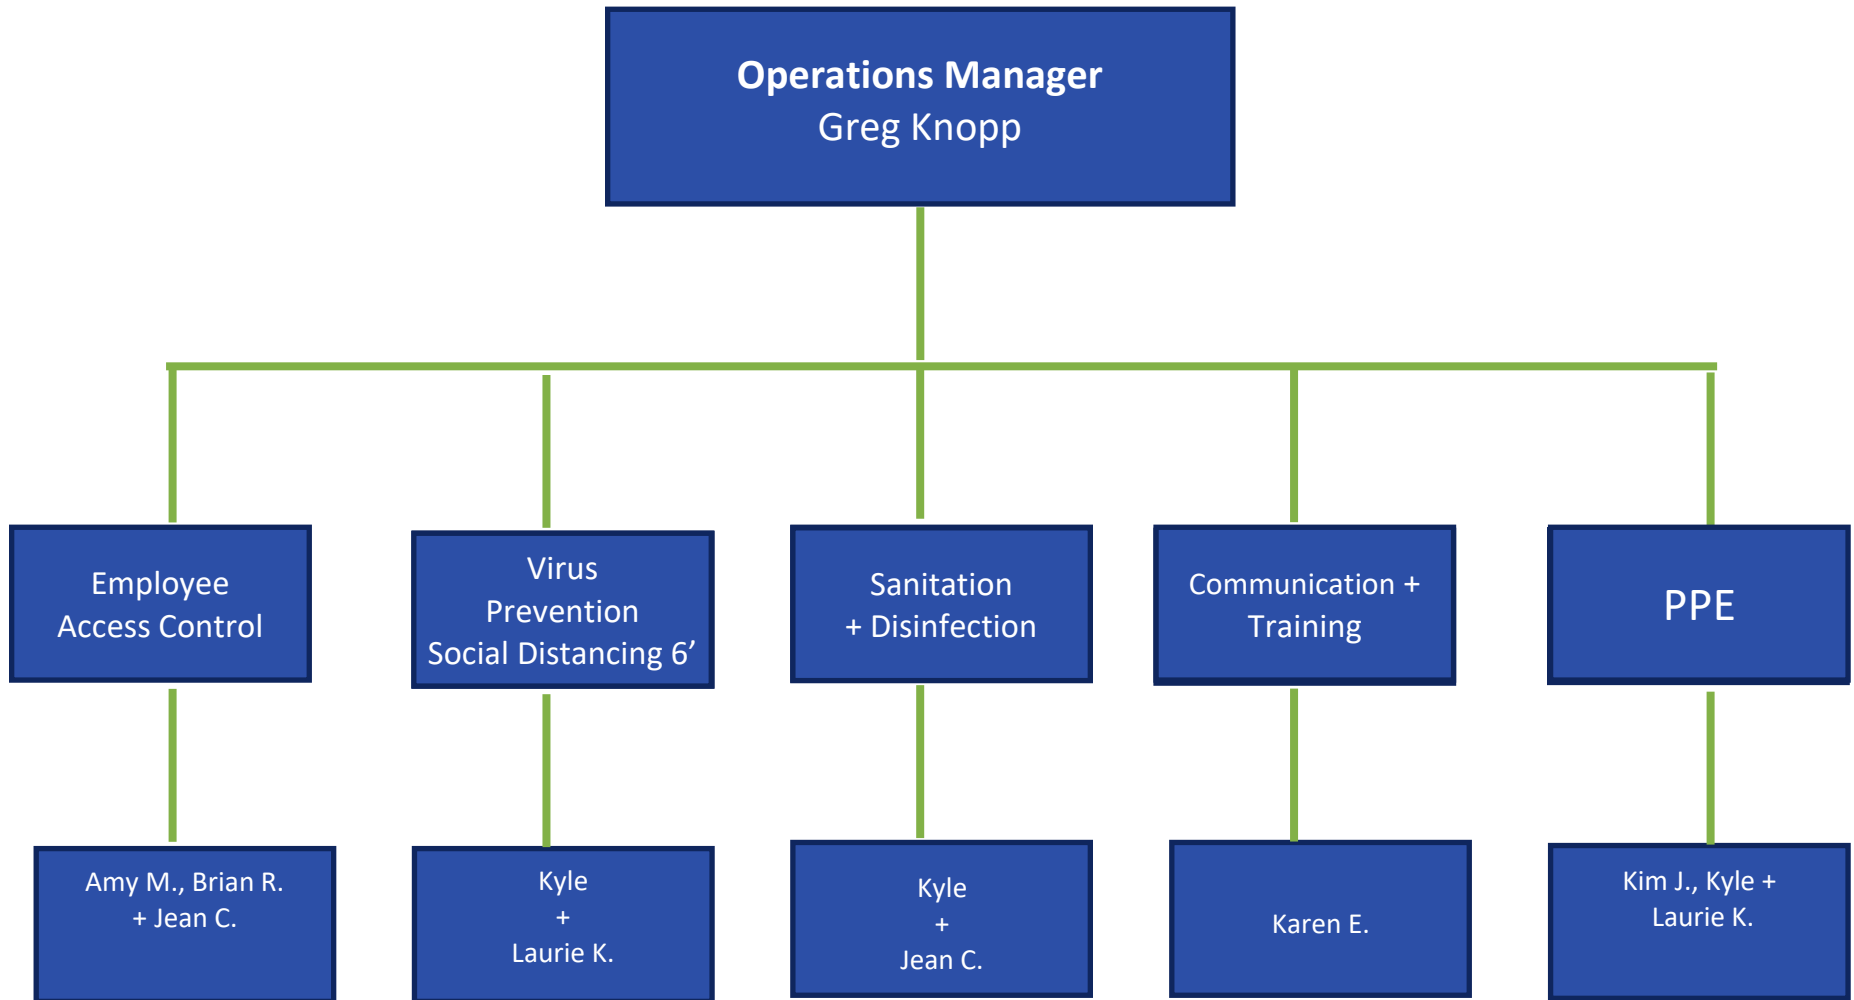 Operations Manager
Greg Knopp
Employee
Access Control
Virus
Prevention
Social Distancing 6’
Sanitation
+ Disinfection
Communication +
Training
PPE
Amy M., Brian R.
+ Jean C.
Kyle
+
Laurie K.
Kyle
+
Jean C.
Karen E.
Kim J., Kyle +
Laurie K.